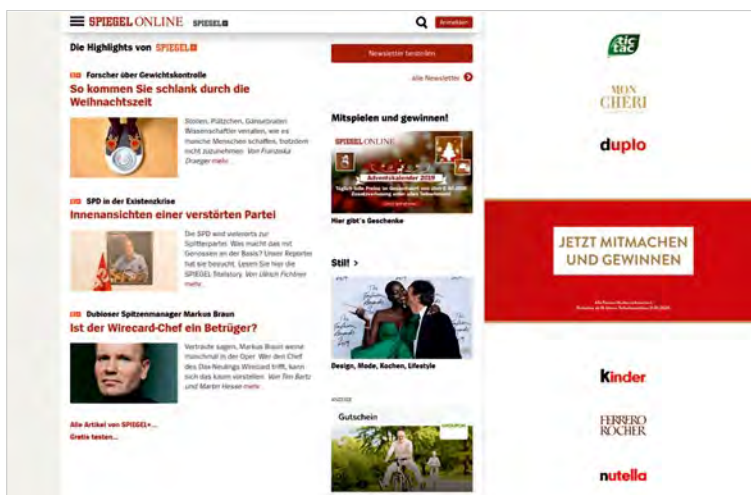 SPIEGEL ONLINE SPIEGEL+
Anmelden
Die Highlights von SPIEGEL+
Forscher über Gewichtskontrolle
So kommen Sie schlank durch die
Weihnachtszeit
Stollen, Plätzchen, Gänsebraten:
Wissenschaftler verraten, wie es
manche Menschen schaffen, trotzdem
nicht zuzunehmen. Von Franziska
Draeger mehr...
SPD in der Existenzkrise
Innenansichten einer verstörten Partei
Die SPD wird vielerorts zur
Splitterpartei. Was macht das mit
Genossen an der Basis? Unser Reporter
hat sie besucht. Lesen Sie hier die
SPIEGEL-Titelstory. Von Ullrich Fichtner
mehr...
Dubioser Spitzenmanager Markus Braun
Ist der Wirecard-Chef ein Betrüger?
Vertraute sagen, Markus Braun weine
manchmal in der Oper. Wer den Chef
des Dax-Neulings Wirecard trifft, kann
sich das kaum vorstellen. Von Tim Bartz
und Martin Hesse mehr...
Alle Artikel von SPIEGEL+...
Gratis testen...
Newsletter bestellen
alle Newsletter
Mitspielen und gewinnen!
SPIEGEL ONLINE
Adventskalender 2019
Hier gibt's Geschenke
Stil! >
Design, Mode, Kochen, Lifestyle
ANZEIGE
Gutschein
GROUPON
tic
tac
MON
CHERI
duplo
JETZT MITMACHEN
UND GEWINNEN
kinder
FERRERO
ROCHER
nutella